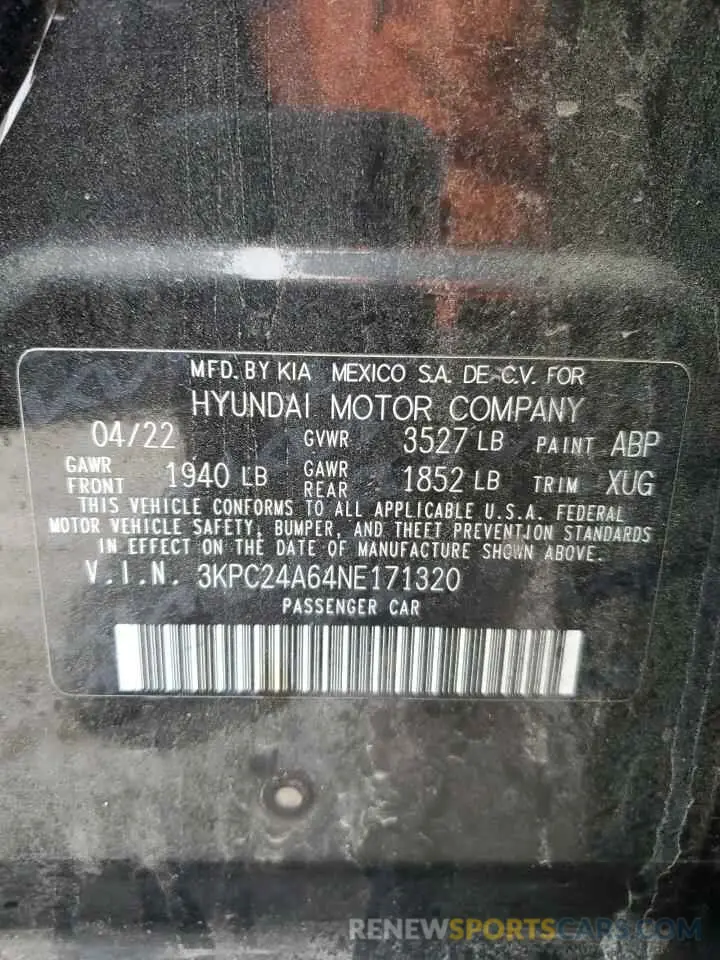 MFD. BY KIA MEXICO S.A. DE C.V. FOR
HYUNDAI MOTOR COMPANY
04/22 GVWR 3527 LB PAINT ABP
GAWR FRONT 1940 LB GAWR REAR 1852 LB TRIM XUG
THIS VEHICLE CONFORMS TO ALL APPLICABLE U.S.A. FEDERAL
MOTOR VEHICLE SAFETY, BUMPER, AND THEFT PREVENTION STANDARDS
IN EFFECT ON THE DATE OF MANUFACTURE SHOWN ABOVE.
V.I.N. 3KPC24A64NE171320
PASSENGER CAR
RENEWSPORTSCARS.COM